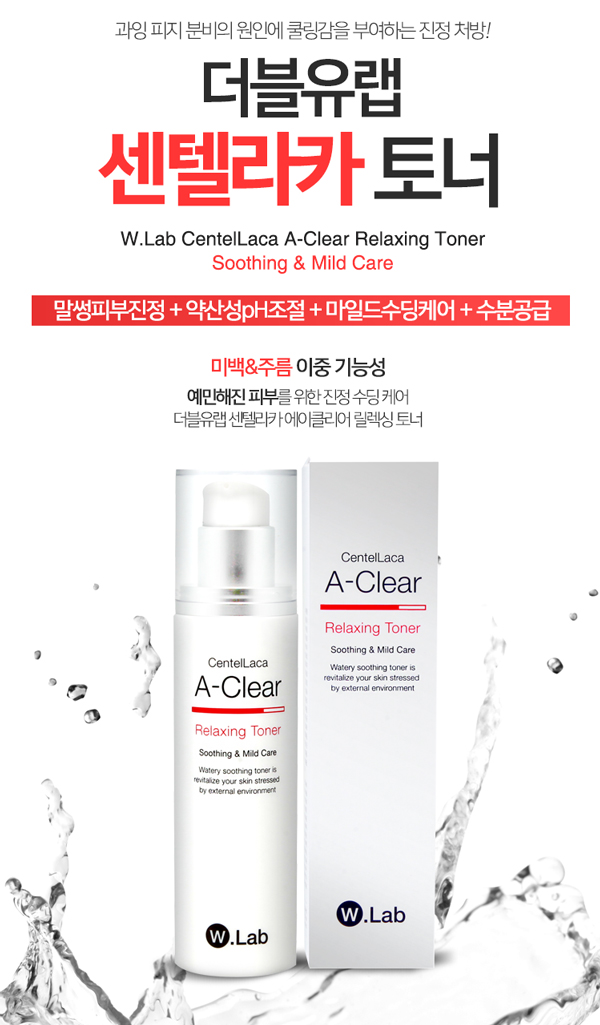 과잉 피지 분비의 원인에 쿨링감을 부여하는 진정 처방!
더블유랩
센텔라카 토너
W.Lab CentelLaca A-Clear Relaxing Toner
Soothing & Mild Care
말썽피부진정 + 약산성pH조절 + 마일드수딩케어 + 수분공급
미백&주름 이중 기능성
예민해진 피부를 위한 진정 수딩 케어
더블유랩 센텔라카 에이클리어 릴렉싱 토너
CentelLaca
A-Clear
Relaxing Toner
Soothing & Mild Care
Watery soothing toner is
revitalize your skin stressed
by external environment
W.Lab
CentelLaca
A-Clear
Relaxing Toner
Soothing & Mild Care
Watery soothing toner is
revitalize your skin stressed
by external environment
W.Lab